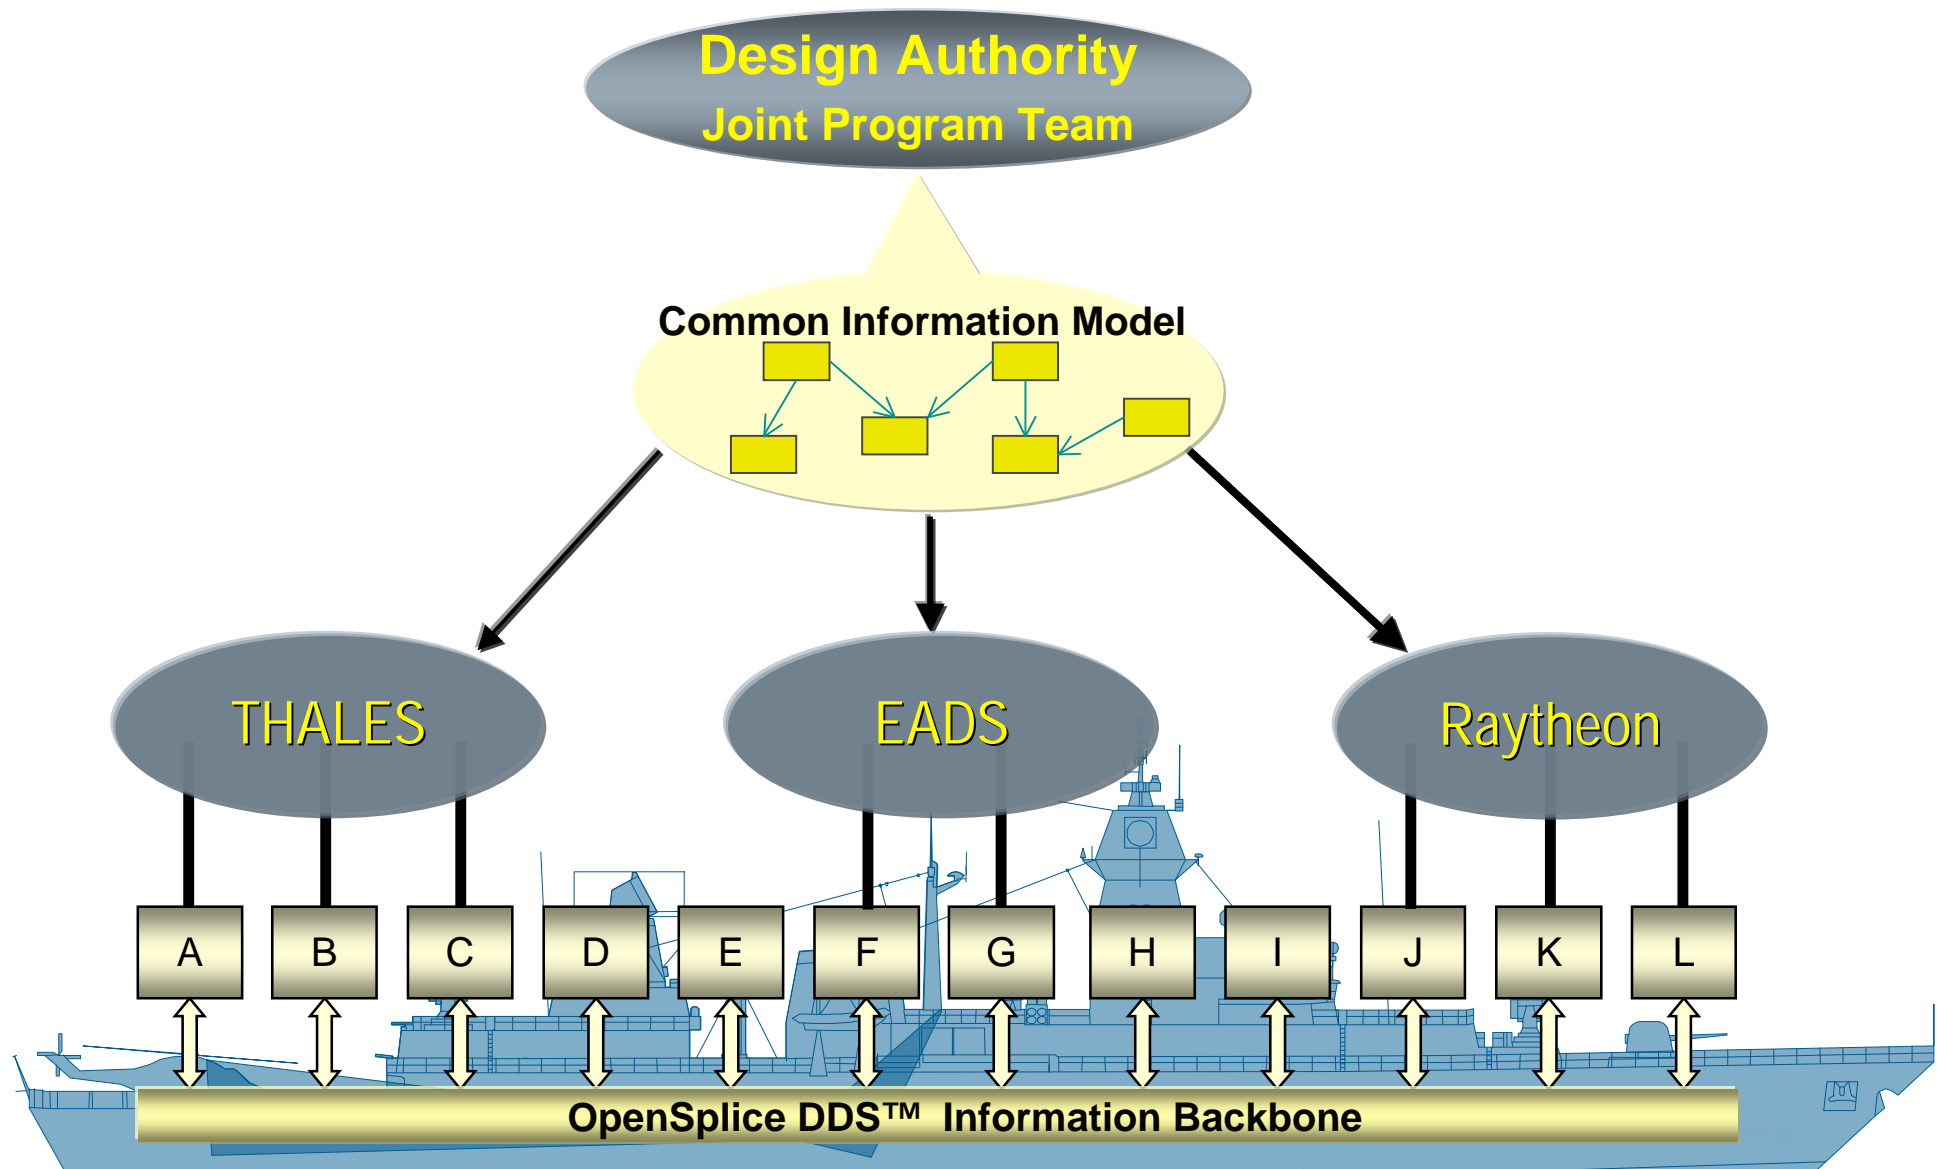 Design Authority
Joint Program Team
Common Information Model
THALES
EADS
Raytheon
A B C D E F G H I J K L
OpenSplice DDS™ Information Backbone